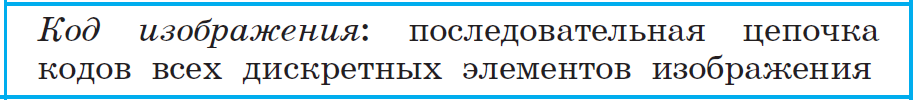 Код изображения: последовательная цепочка
кодов всех дискретных элементов изображения